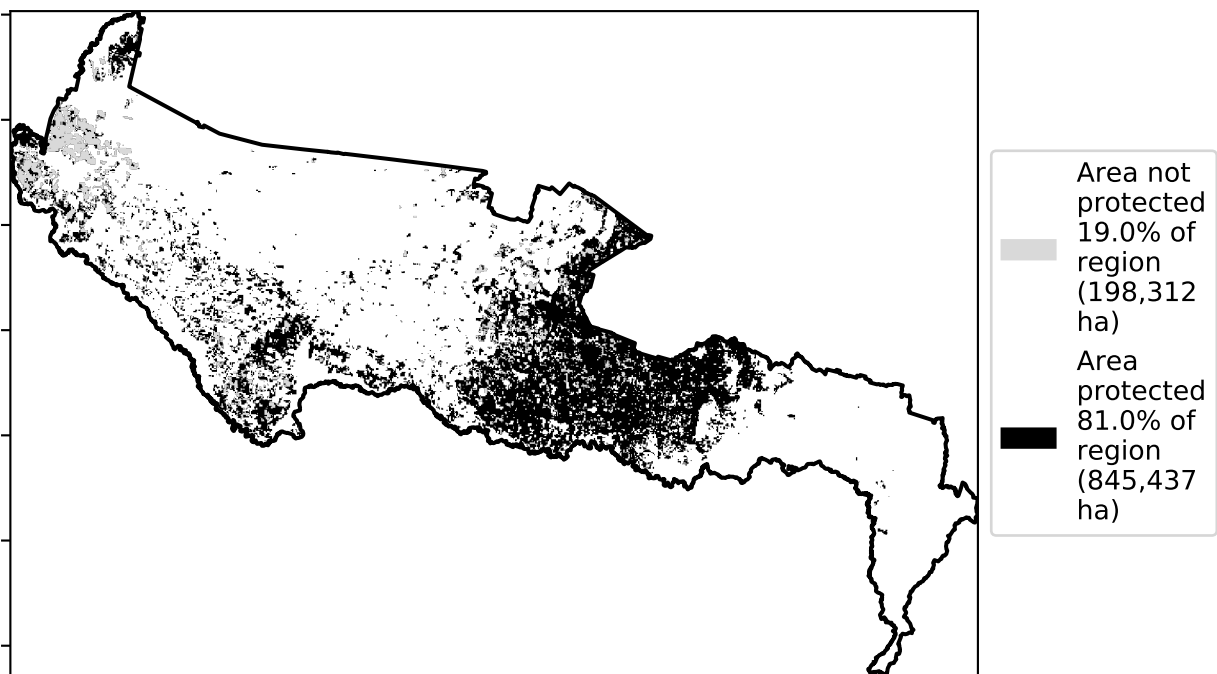 Area not
protected
19.0% of
region
(198,312
ha)
Area
protected
81.0% of
region
(845,437
ha)